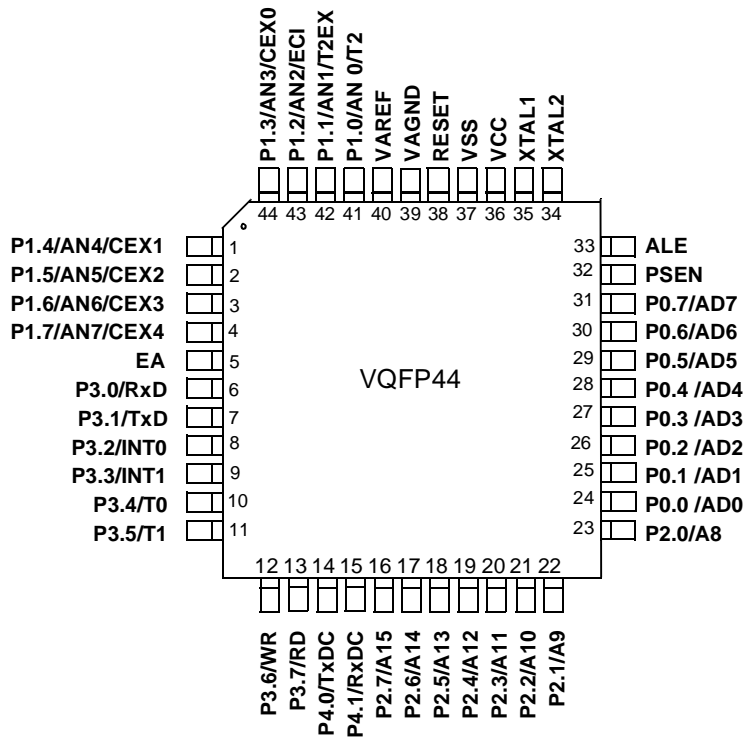 P1.3/AN3/CEX0
P1.2/AN2/ECI
P1.1/AN1/T2EX
P1.0/AN 0/T2
VAREF
VAGND
RESET
VSS
VCC
XTAL1
XTAL2
44 43 42 41 40 39 38 37 36 35 34
P1.4/AN4/CEX1 1
P1.5/AN5/CEX2 2
P1.6/AN6/CEX3 3
P1.7/AN7/CEX4 4
EA 5
P3.0/RxD 6
P3.1/TxD 7
P3.2/INT0 8
P3.3/INT1 9
P3.4/T0 10
P3.5/T1 11
VQFP44
33 ALE
32 PSEN
31 P0.7/AD7
30 P0.6/AD6
29 P0.5/AD5
28 P0.4 /AD4
27 P0.3 /AD3
26 P0.2 /AD2
25 P0.1 /AD1
24 P0.0 /AD0
23 P2.0/A8
12 13 14 15 16 17 18 19 20 21 22
P3.6/WR
P3.7/RD
P4.0/TxDC
P4.1/RxDC
P2.7/A15
P2.6/A14
P2.5/A13
P2.4/A12
P2.3/A11
P2.2/A10
P2.1/A9